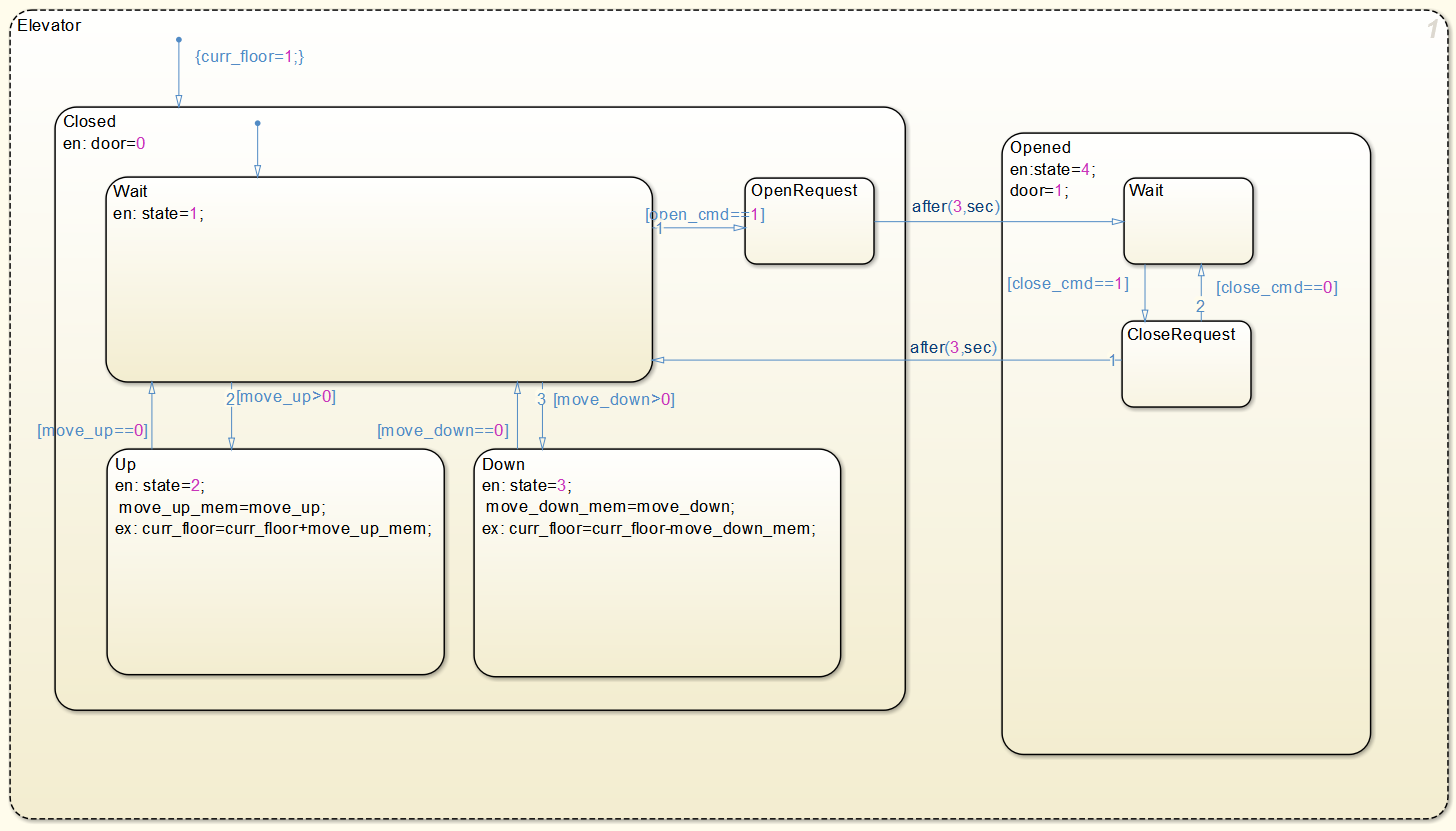 Elevator
1
{curr_floor=1;}
Closed
en: door=0
Wait
en: state=1;
[open_cmd==1]
1
OpenRequest
after(3,sec)
Opened
en:state=4;
door=1;
Wait
[close_cmd==1]
[close_cmd==0]
2
CloseRequest
after(3,sec)
1
[move_up==0]
2
[move_up>0]
[move_down==0]
3
[move_down>0]
Up
en: state=2;
move_up_mem=move_up;
ex: curr_floor=curr_floor+move_up_mem;
Down
en: state=3;
move_down_mem=move_down;
ex: curr_floor=curr_floor-move_down_mem;